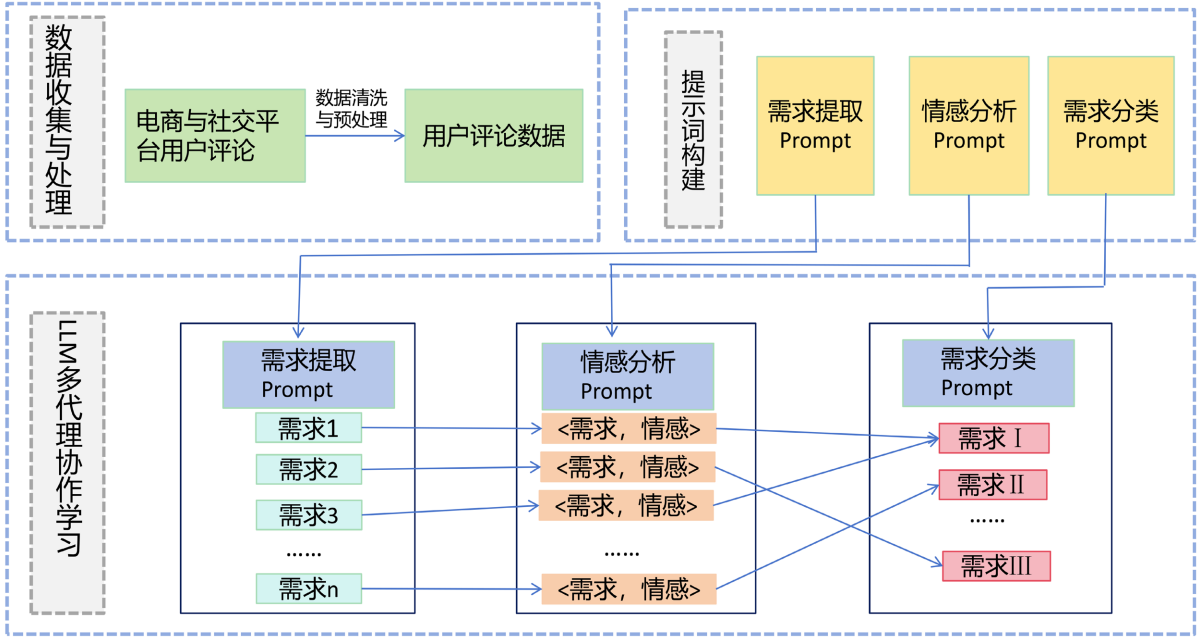 数据收集与处理
电商与社交平
台用户评论
数据清洗
与预处理
用户评论数据
提示词构建
需求提取
Prompt
情感分析
Prompt
需求分类
Prompt
LLM多代理协作学习
需求提取
Prompt
需求1
需求2
需求3
……
需求n
情感分析
Prompt
<需求，情感>
<需求，情感>
<需求，情感>
……
<需求，情感>
需求分类
Prompt
需求Ⅰ
需求Ⅱ
……
需求Ⅲ